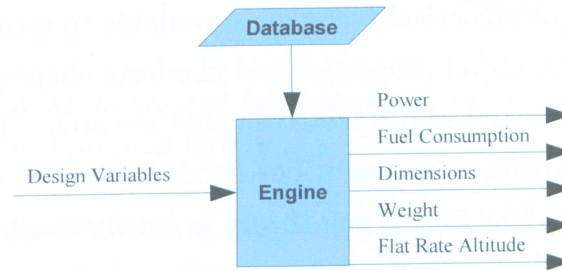 Database
Power
Fuel Consumption
Design Variables
Dimensions
Engine
Weight
Flat Rate Altitude